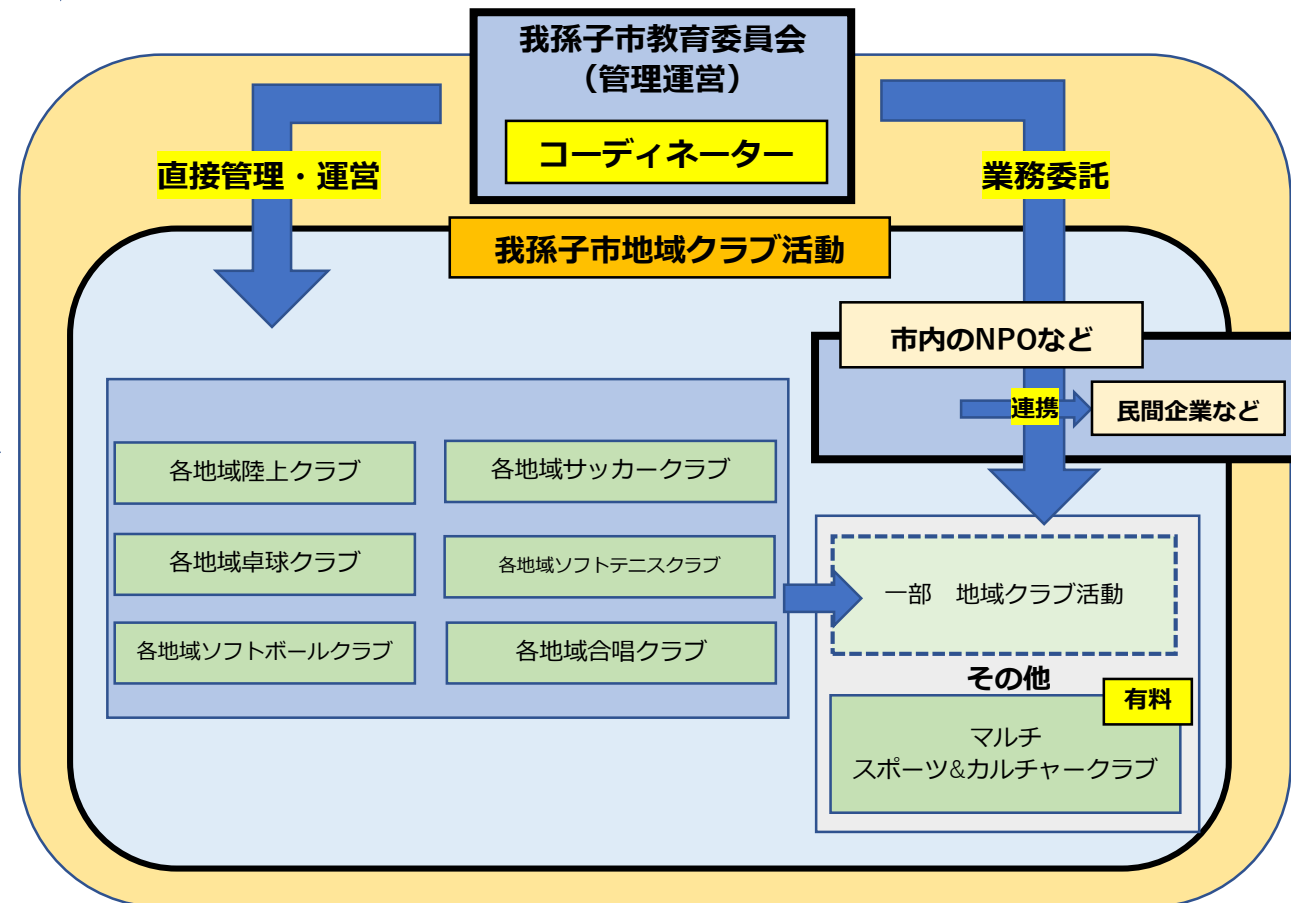 我孫子市教育委員会
（管理運営）
コーディネーター
直接管理・運営
業務委託
我孫子市地域クラブ活動
市内のNPOなど
連携
民間企業など
各地域陸上クラブ
各地域サッカークラブ
各地域卓球クラブ
各地域ソフトテニスクラブ
各地域ソフトボールクラブ
各地域合唱クラブ
一部　地域クラブ活動
その他
有料
マルチ
スポーツ&カルチャークラブ